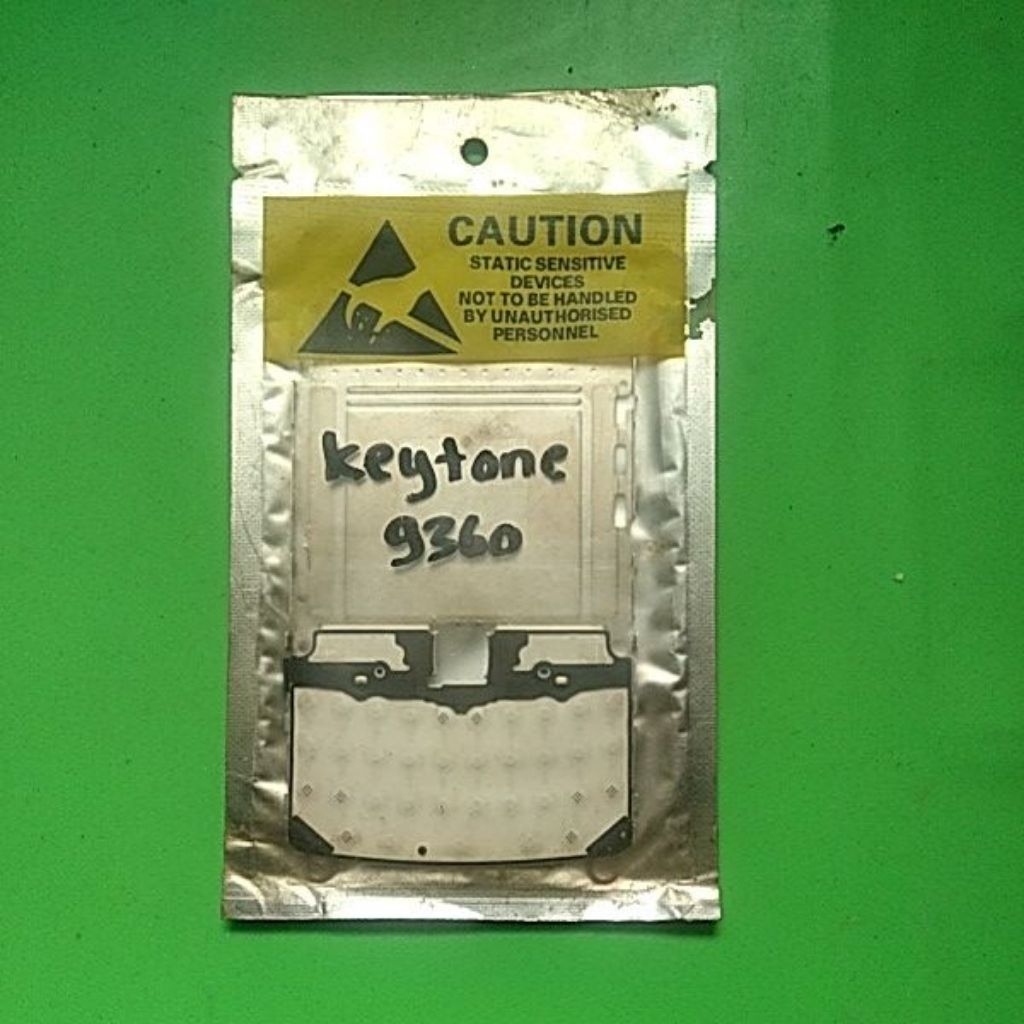 CAUTION
STATIC SENSITIVE
DEVICES
NOT TO BE HANDLED
BY UNAUTHORISED
PERSONNEL
keytone
9360